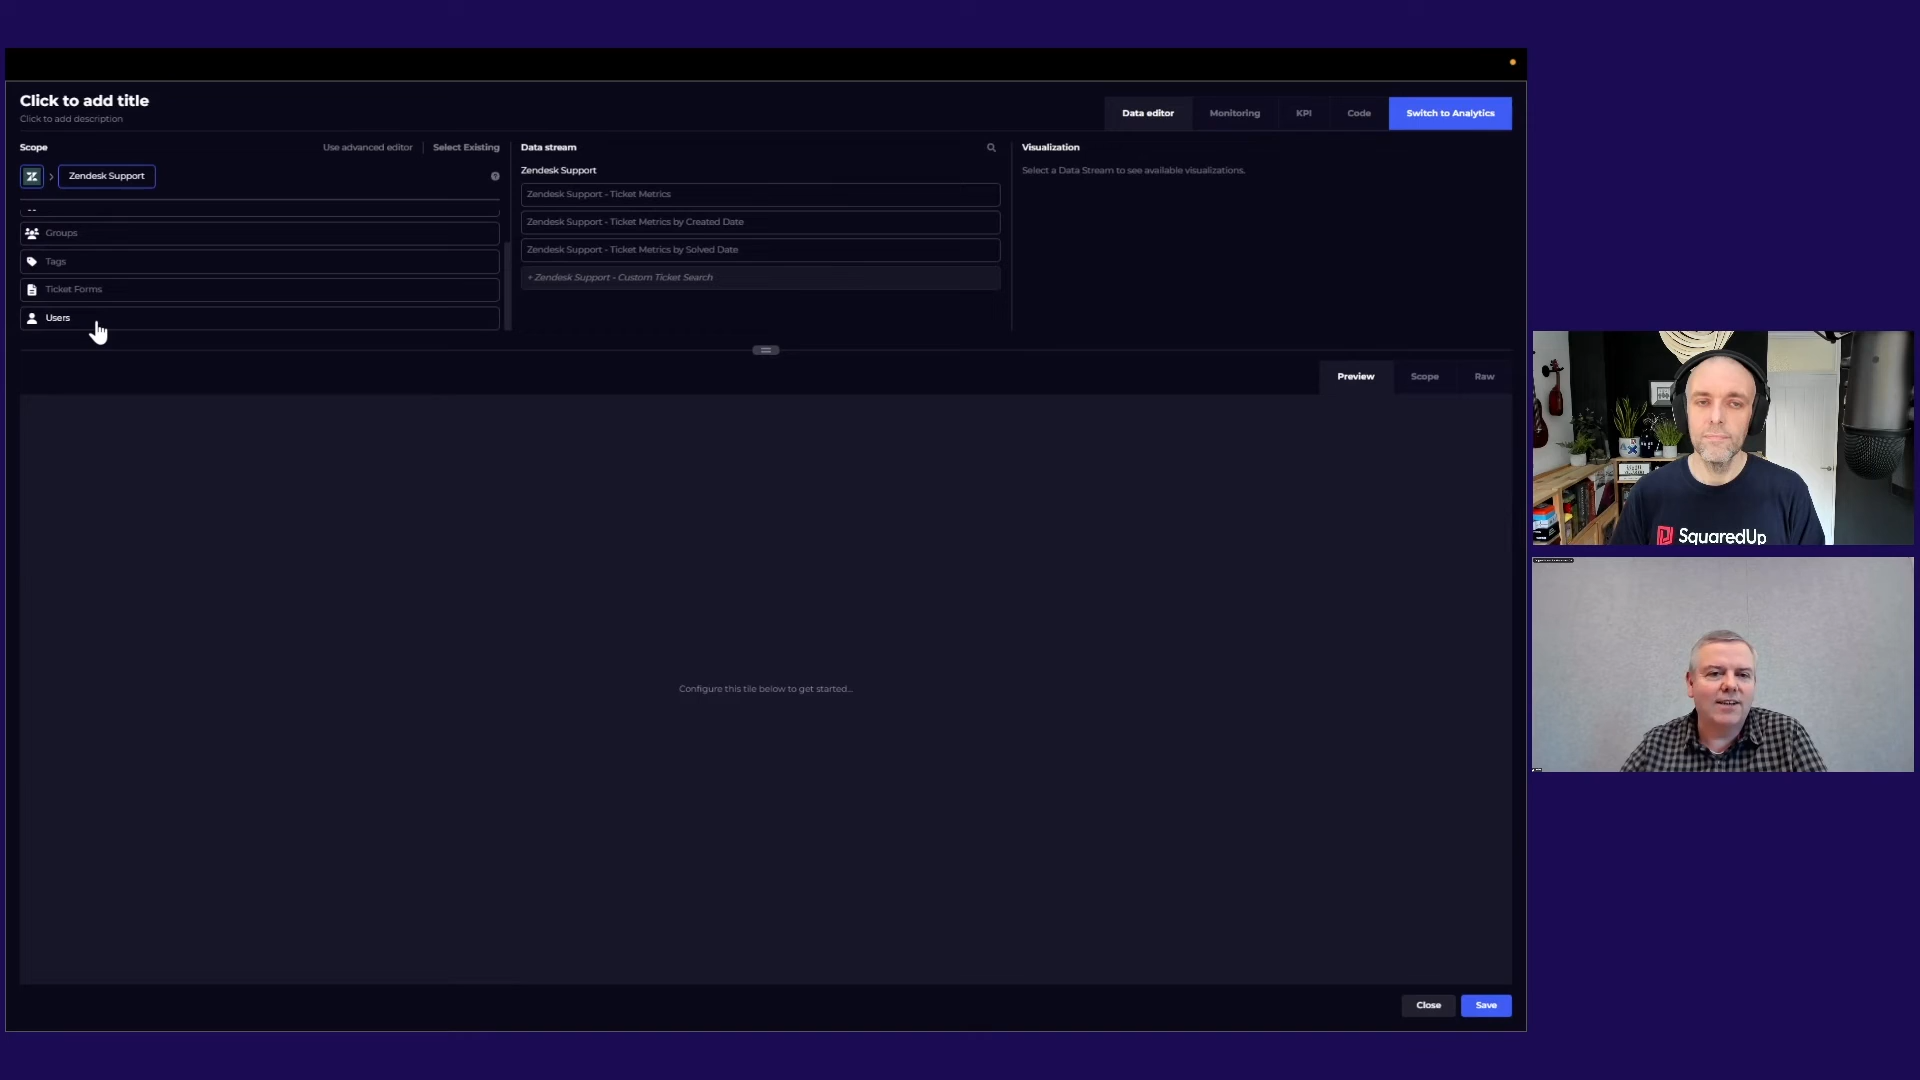 Click to add title
Click to add description
Data editor
Monitoring
KPI
Code
Switch to Analytics
Scope
Use advanced editor
Select Existing
Zendesk Support
Groups
Tags
Ticket Forms
Users
Data stream
Zendesk Support
Zendesk Support - Ticket Metrics
Zendesk Support - Ticket Metrics by Created Date
Zendesk Support - Ticket Metrics by Solved Date
+ Zendesk Support - Custom Ticket Search
Visualization
Select a Data Stream to see available visualizations.
Preview
Scope
Raw
Configure this tile below to get started...
Close
Save
SquaredUp